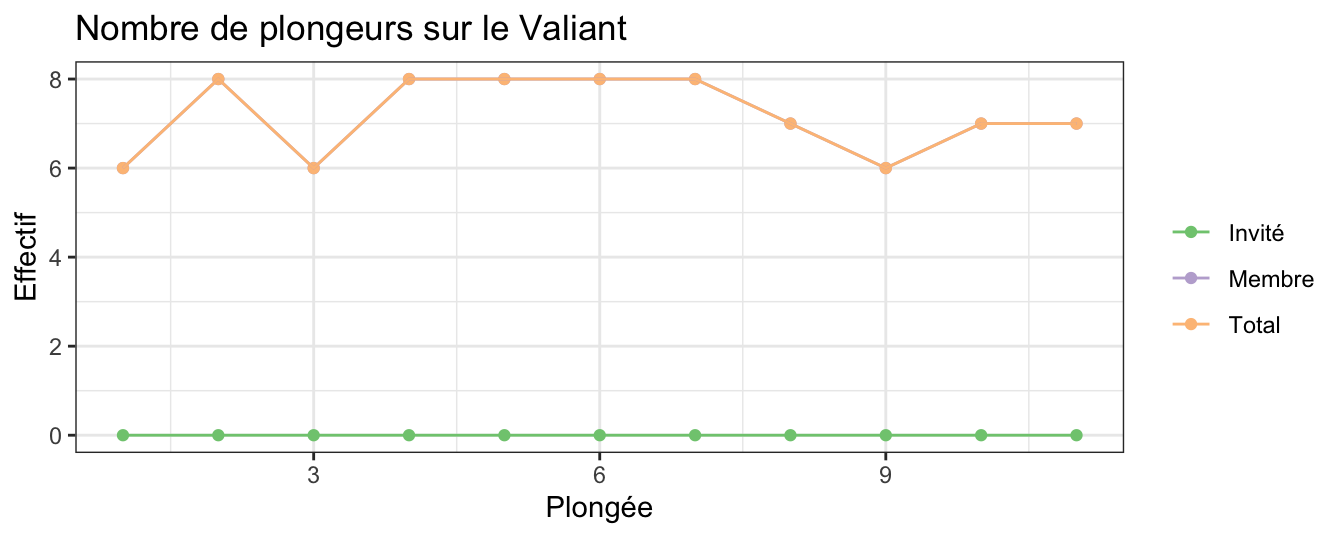 Nombre de plongeurs sur le Valiant
Effectif
8
6
4
2
0
3 6 9
Plongée
Invité
Membre
Total